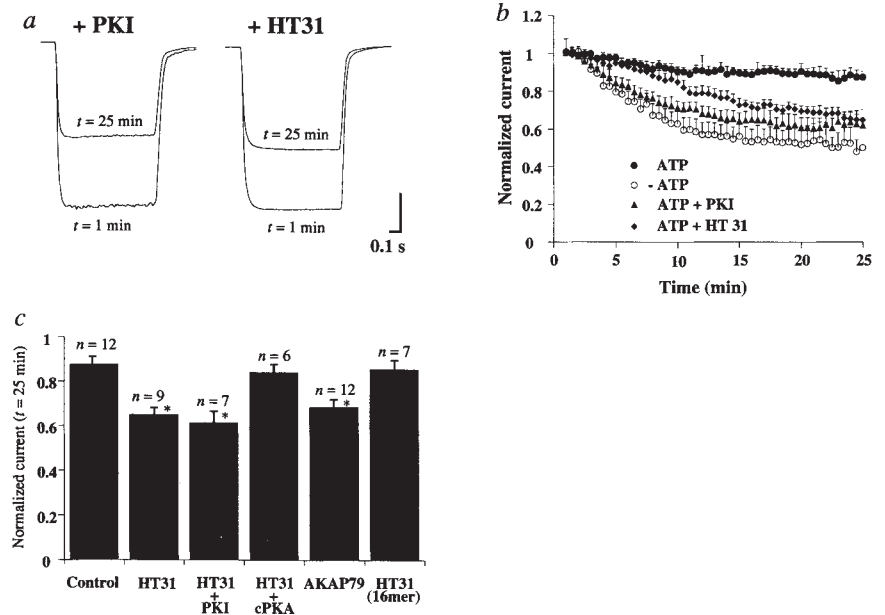 a
+ PKI
+ HT31
t = 25 min
t = 1 min
t = 25 min
t = 1 min
0.1 s
b
Normalized current
1.2
1
0.8
0.6
0.4
0.2
0
ATP
- ATP
ATP + PKI
ATP + HT 31
0 5 10 15 20 25
Time (min)
c
Normalized current (t = 25 min)
1
0.8
0.6
0.4
0.2
0
n = 12
n = 9
*
n = 7
*
n = 6
n = 12
*
n = 7
Control
HT31
HT31
+
PKI
HT31
+
cPKA
AKAP79
HT31
(16mer)